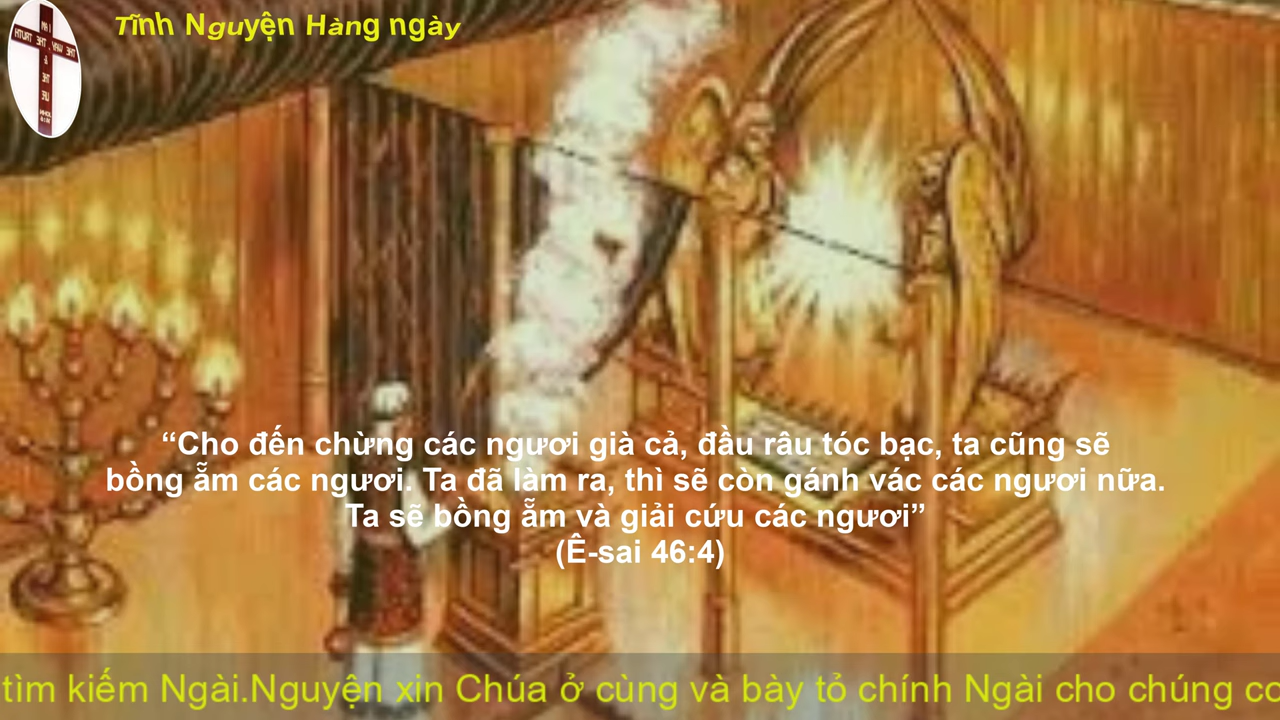 Tĩnh Nguyện Hàng ngày
“Cho đến chừng các ngươi già cả, đầu râu tóc bạc, ta cũng sẽ
bồng ẵm các ngươi. Ta đã làm ra, thì sẽ còn gánh vác các ngươi nữa.
Ta sẽ bồng ẵm và giải cứu các ngươi”
(Ê-sai 46:4)
tìm kiếm Ngài.Nguyện xin Chúa ở cùng và bày tỏ chính Ngài cho chúng